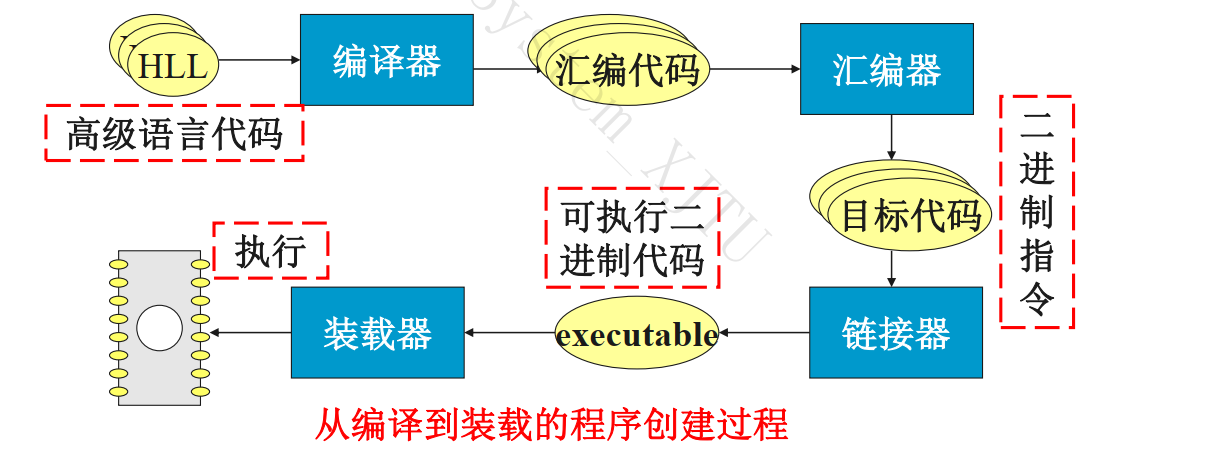 HLL
编译器
汇编代码
汇编器
高级语言代码
二
进
制
指
令
目标代码
可执行二
进制代码
执行
装载器
executable
链接器
从编译到装载的程序创建过程
ystem_XJTU